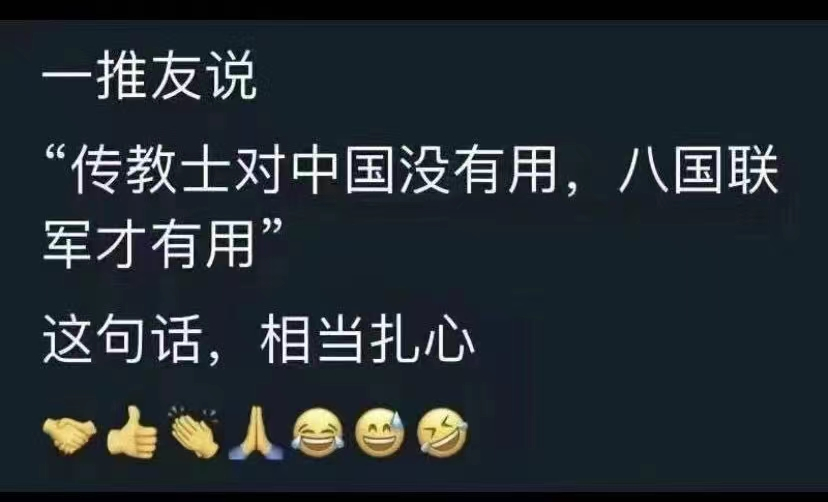 一推友说
“传教士对中国没有用，八国联
军才有用”
这句话，相当扎心
🤝👍👏🙏😂😅🤣